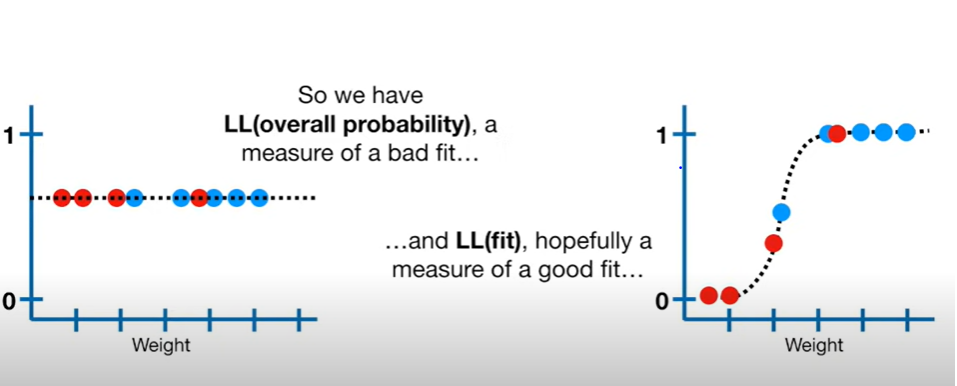 So we have
LL(overall probability), a
measure of a bad fit...
1
0
Weight
...and LL(fit), hopefully a
measure of a good fit...
1
0
Weight